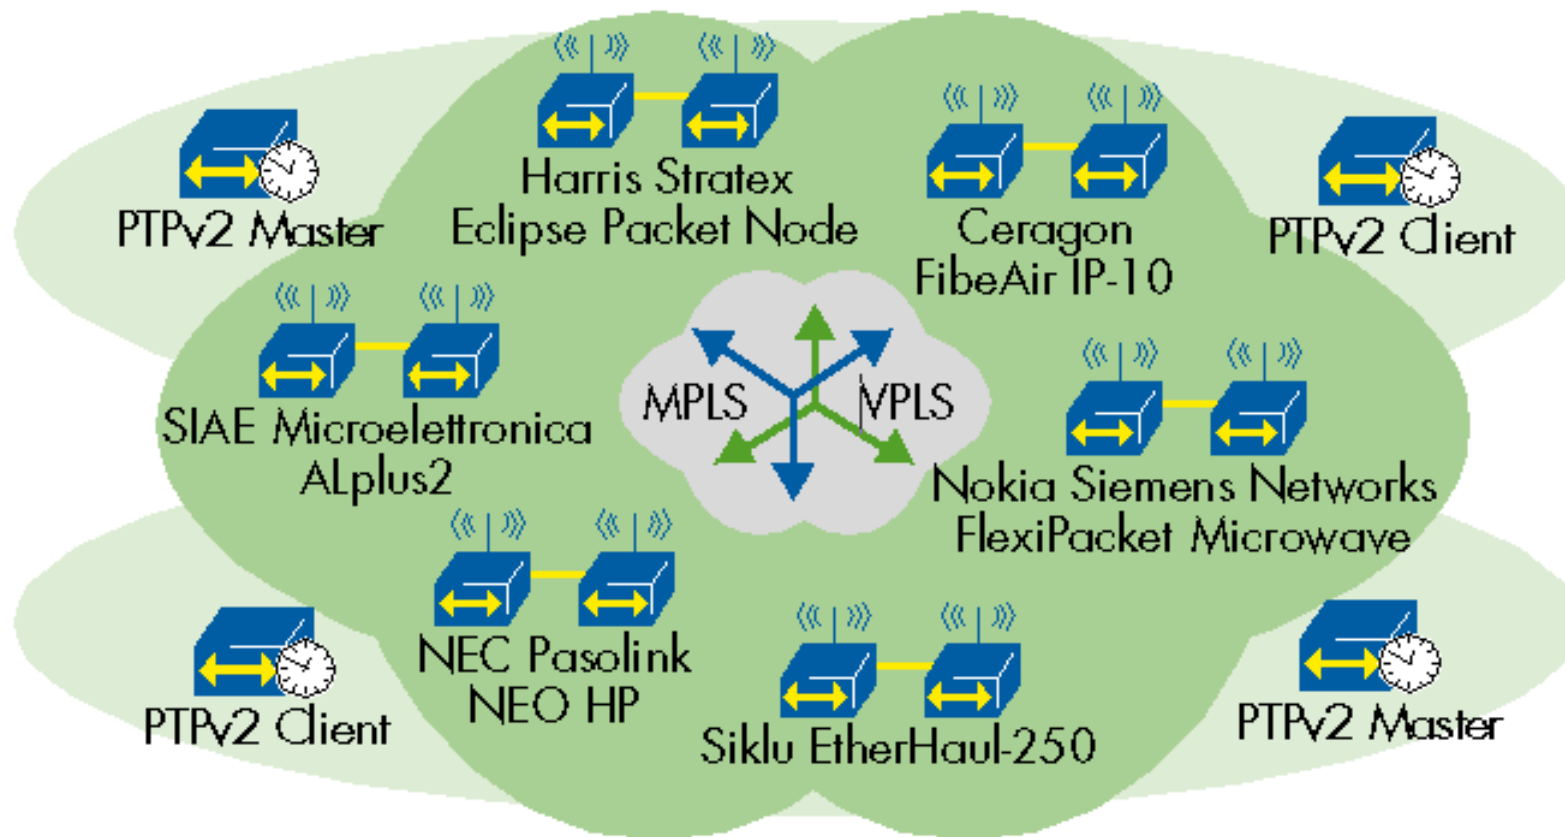 Harris Stratex
Eclipse Packet Node
PTPv2 Master
Ceragon
FibeAir IP-10
PTPv2 Client
SIAE Microelettronica
ALplus2
MPLS
VPLS
Nokia Siemens Networks
FlexiPacket Microwave
NEC Pasolink
NEO HP
PTPv2 Client
Siklu EtherHaul-250
PTPv2 Master